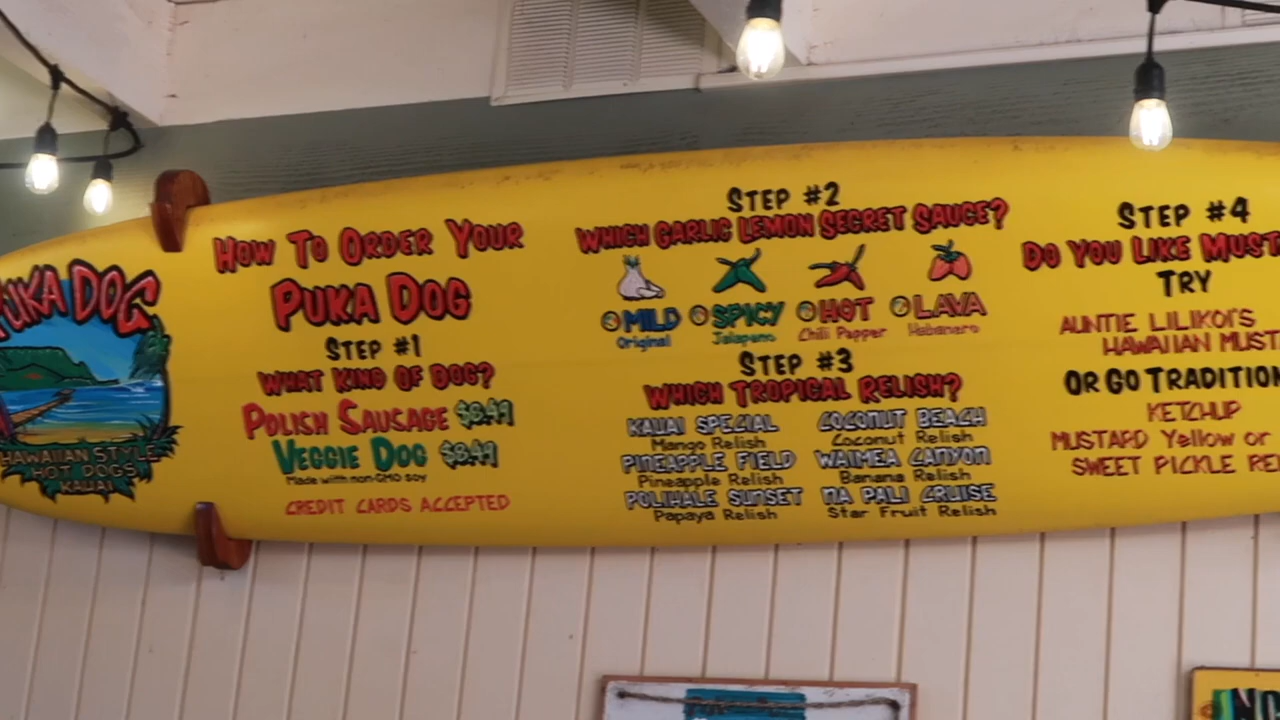 PUKA DOG
HAWAIIAN STYLE
HOT DOGS
KAUAI
HOW TO ORDER YOUR
PUKA DOG
STEP #1
WHAT KIND OF DOG?
POLISH SAUSAGE $8.49
VEGGIE DOG $8.49
Made with non-GMO soy
CREDIT CARDS ACCEPTED
STEP #2
WHICH GARLIC LEMON SECRET SAUCE?
MILD SPICY HOT LAVA
Original Jalapeno Chili Pepper Habanero
STEP #3
WHICH TROPICAL RELISH?
KAUAI SPECIAL COCONUT BEACH
Mango Relish Coconut Relish
PINEAPPLE FIELD WAIMEA CANYON
Pineapple Relish Banana Relish
POLIHALE SUNSET NA PALI CRUISE
Papaya Relish Star Fruit Relish
STEP #4
DO YOU LIKE MUST
TRY
AUNTIE LILIKOI'S
HAWAIIAN MUST
OR GO TRADITION
KETCHUP
MUSTARD Yellow or
SWEET PICKLE REL